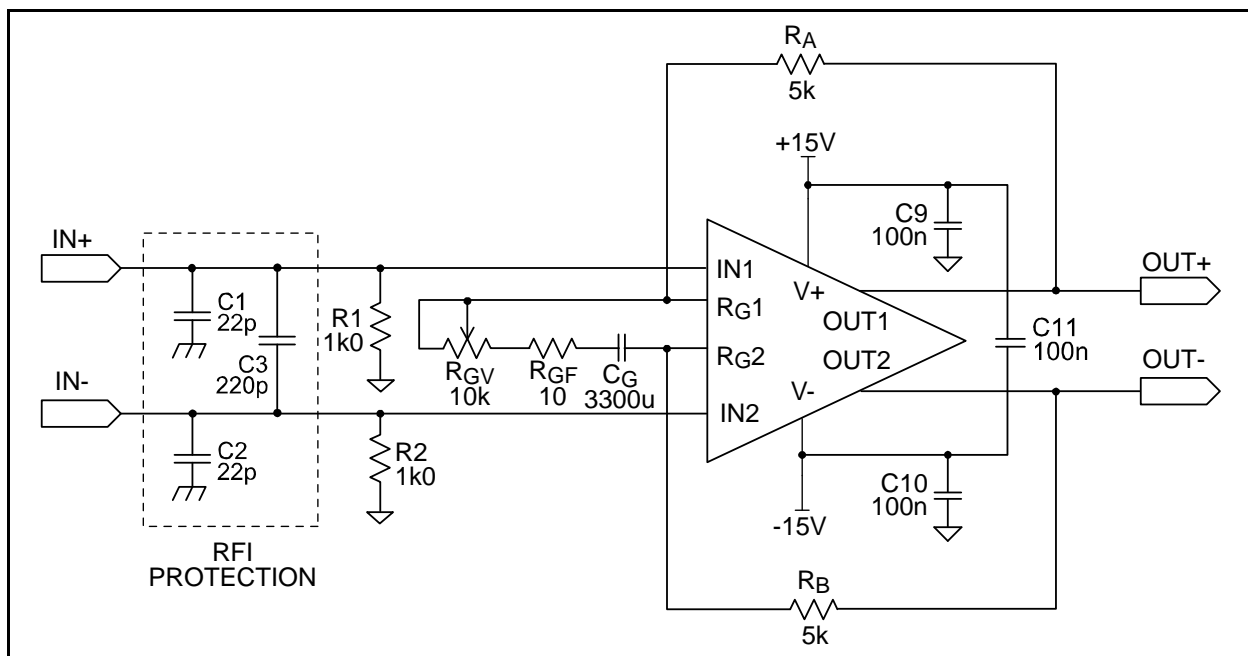 RA
5k
+15V
C9
100n
IN+
IN1
V+
OUT+
C1
22p
R1
1k0
RG1
OUT1
C11
100n
C3
220p
RGV
10k
RGF
10
CG
3300u
RG2
OUT2
IN-
V-
OUT-
IN2
C2
22p
R2
1k0
C10
100n
-15V
RFI
PROTECTION
RB
5k